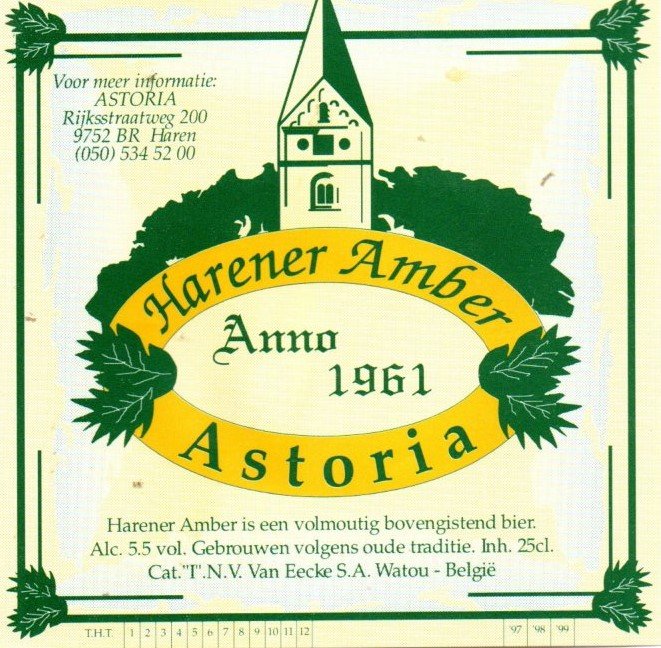 Voor meer informatie:
ASTORIA
Rijksstraatweg 200
9752 BR Haren
(050) 534 52 00
Harener Amber
Anno
1961
Astoria
Harener Amber is een volmoutig bovengistend bier.
Alc. 5.5 vol. Gebrouwen volgens oude traditie. Inh. 25cl.
Cat."I".N.V. Van Eecke S.A. Watou - België
T.H.T. 1 2 3 4 5 6 7 8 9 10 11 12 '97 '98 '99